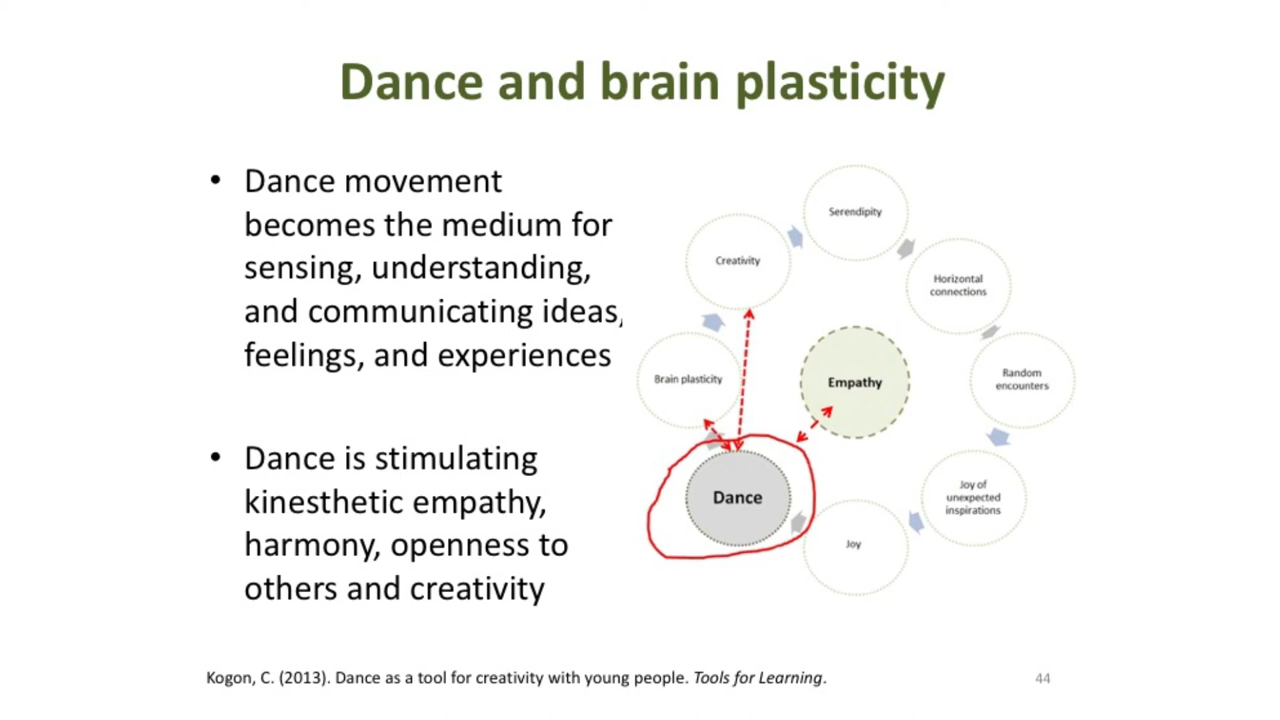 Dance and brain plasticity
• Dance movement
becomes the medium for
sensing, understanding,
and communicating ideas,
feelings, and experiences
• Dance is stimulating
kinesthetic empathy,
harmony, openness to
others and creativity
Serendipity
Creativity
Horizontal
connections
Brain plasticity
Empathy
Random
encounters
Dance
Joy of
unexpected
inspirations
Joy
Kogon, C. (2013). Dance as a tool for creativity with young people. Tools for Learning.
44